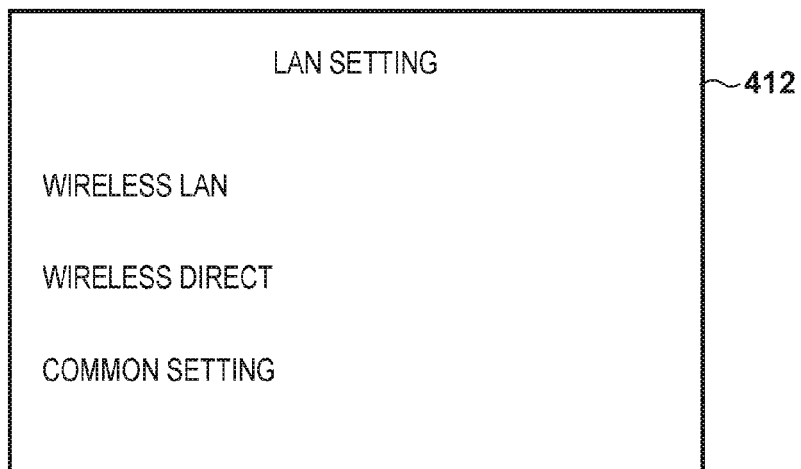 LAN SETTING
412
WIRELESS LAN
WIRELESS DIRECT
COMMON SETTING